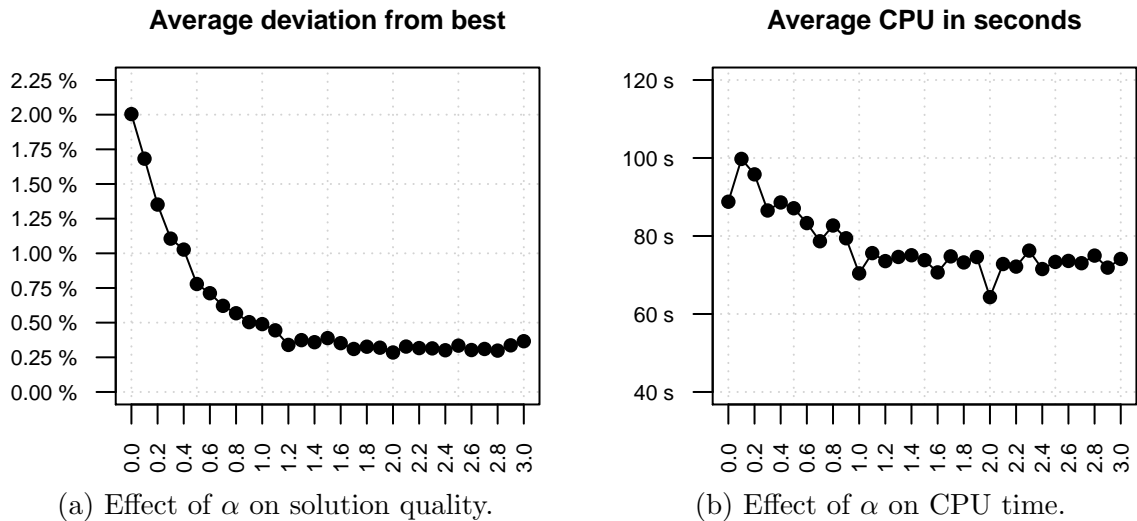 Average deviation from best
2.25 %
2.00 %
1.75 %
1.50 %
1.25 %
1.00 %
0.75 %
0.50 %
0.25 %
0.00 %
0.0 0.2 0.4 0.6 0.8 1.0 1.2 1.4 1.6 1.8 2.0 2.2 2.4 2.6 2.8 3.0
(a) Effect of α on solution quality.
Average CPU in seconds
120 s
100 s
80 s
60 s
40 s
0.0 0.2 0.4 0.6 0.8 1.0 1.2 1.4 1.6 1.8 2.0 2.2 2.4 2.6 2.8 3.0
(b) Effect of α on CPU time.